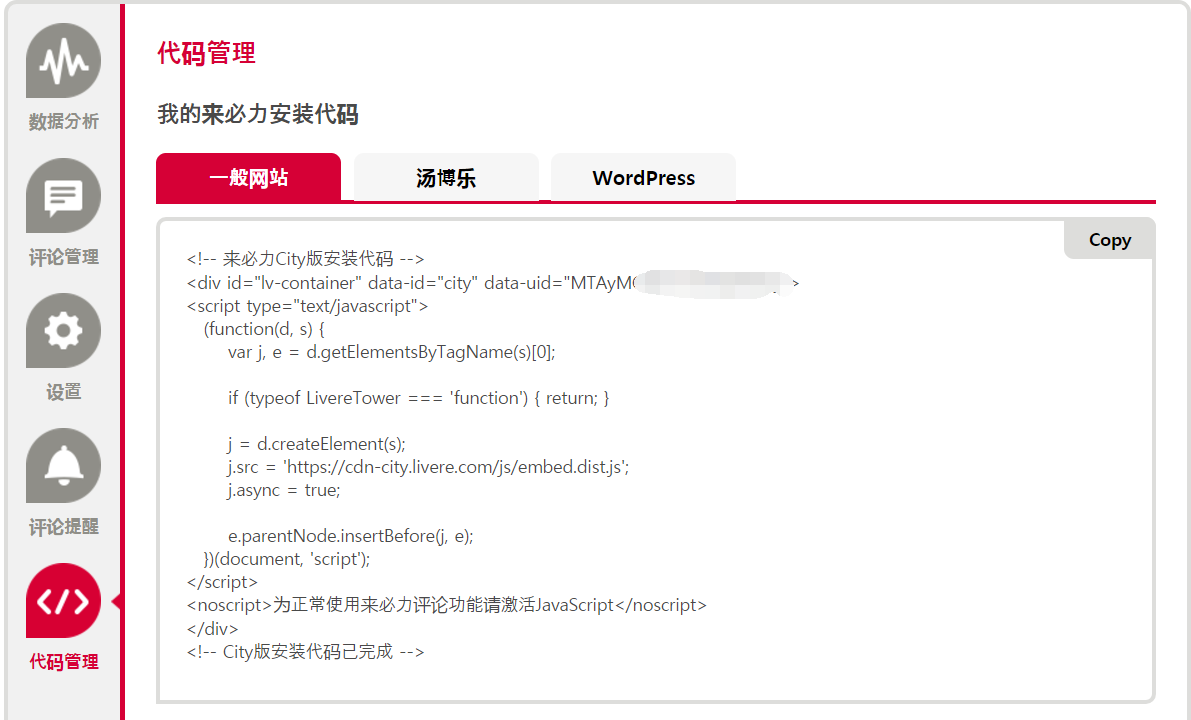 代码管理
我的来必力安装代码
一般网站
汤博乐
WordPress
Copy
<!-- 来必力City版安装代码 -->
<div id="lv-container" data-id="city" data-uid="MTAyM
>
<script type="text/javascript">
(function(d, s) {
var j, e = d.getElementsByTagName(s)[0];
if (typeof LivereTower === 'function') { return; }
j = d.createElement(s);
j.src = 'https://cdn-city.livere.com/js/embed.dist.js';
j.async = true;
e.parentNode.insertBefore(j, e);
})(document, 'script');
</script>
<noscript>为正常使用来必力评论功能请激活JavaScript</noscript>
</div>
<!-- City版安装代码已完成 -->
数据分析
评论管理
设置
评论提醒
代码管理